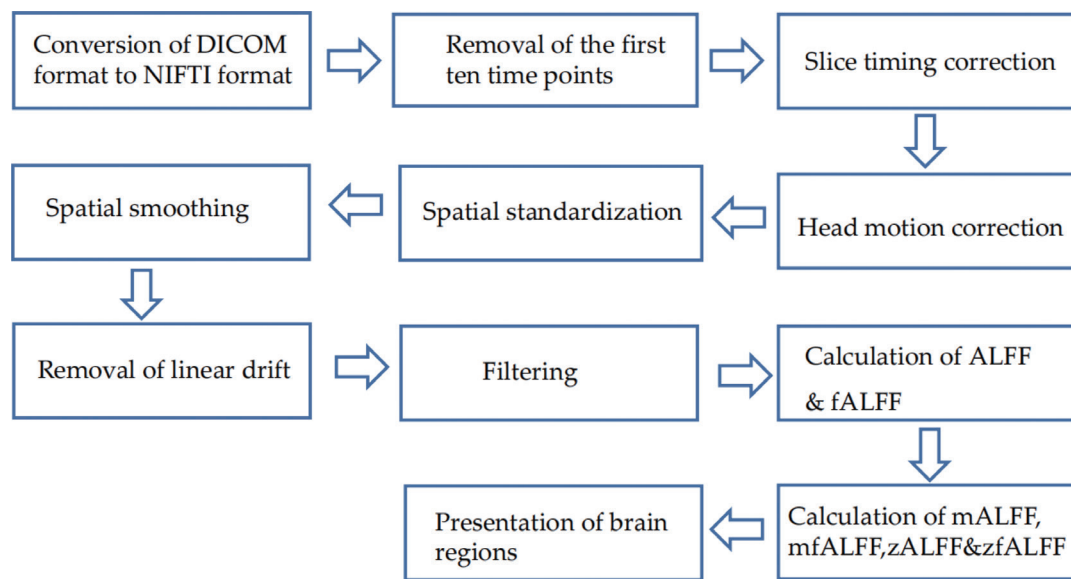 Conversion of DICOM
format to NIFTI format
Removal of the first
ten time points
Slice timing correction
Head motion correction
Spatial standardization
Spatial smoothing
Removal of linear drift
Filtering
Calculation of ALFF
& fALFF
Calculation of mALFF,
mfALFF,zALFF&zfALFF
Presentation of brain
regions